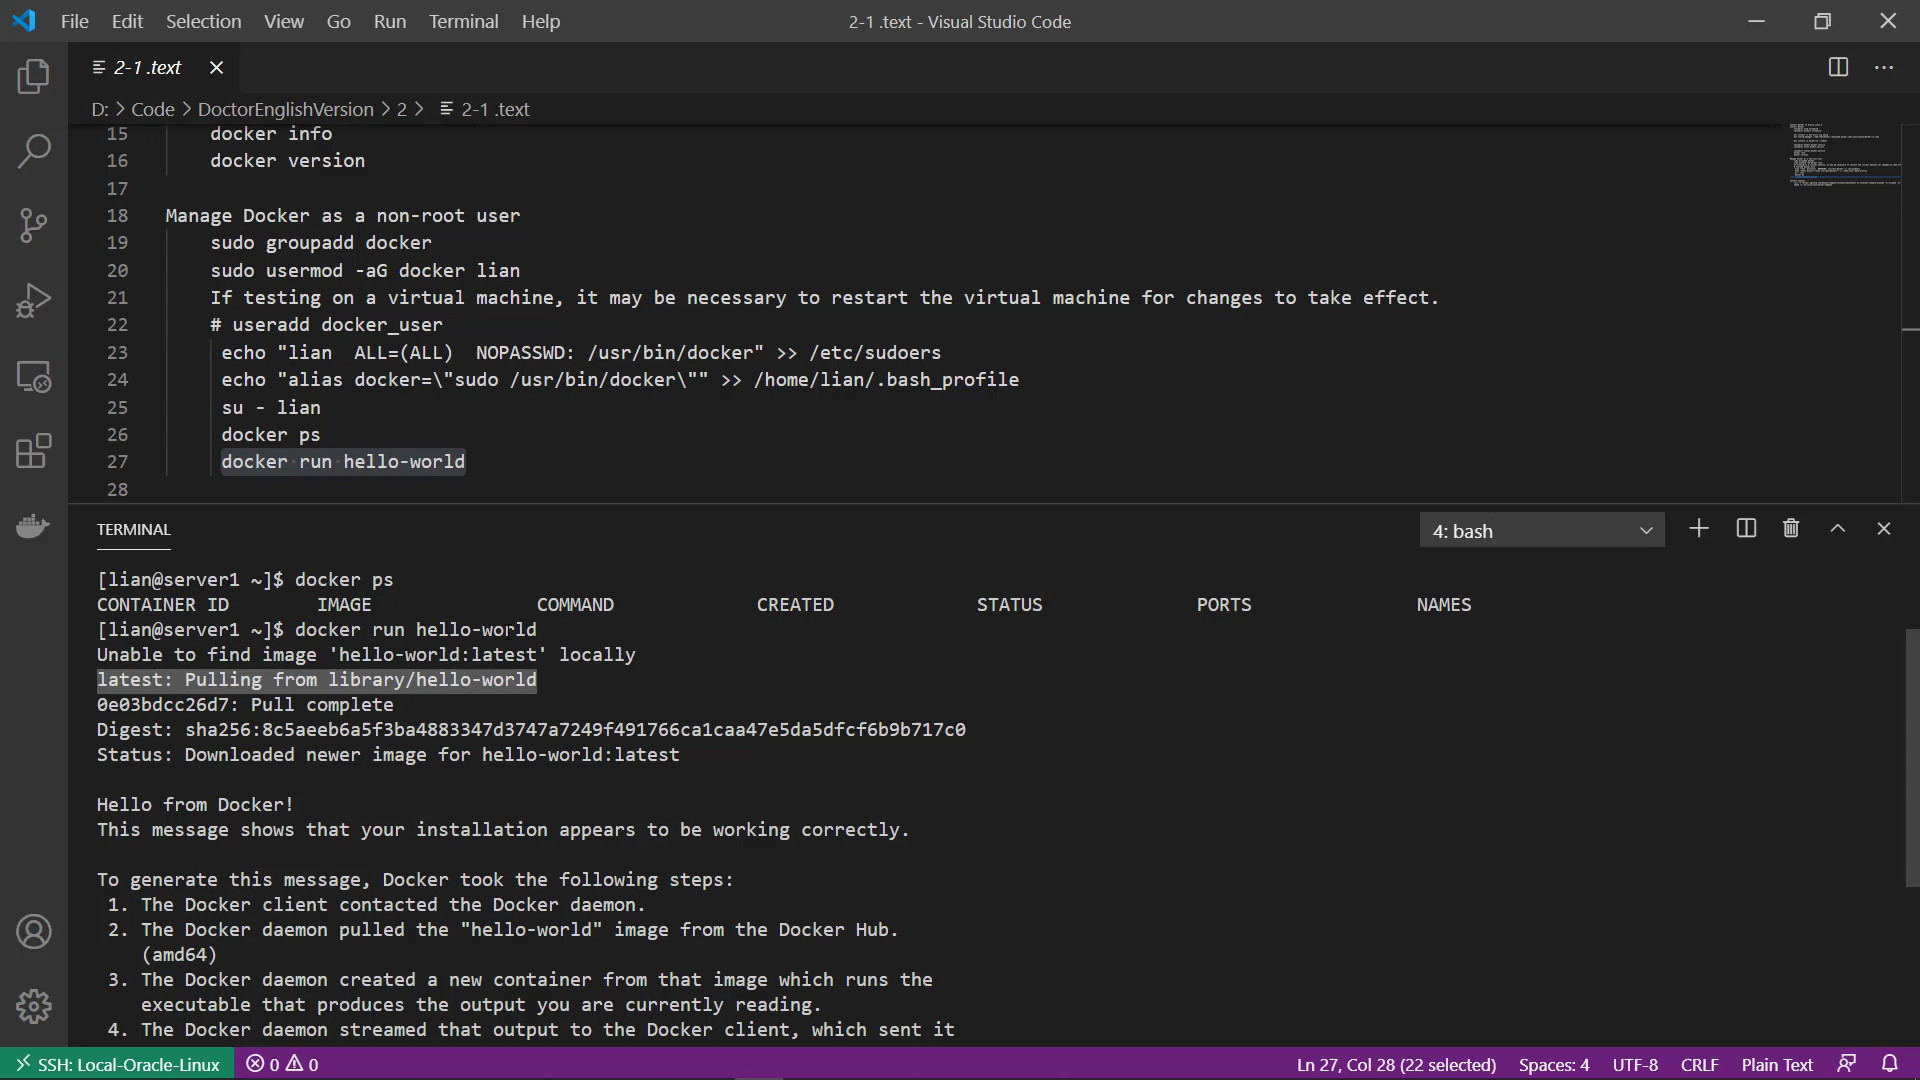 File Edit Selection View Go Run Terminal Help
2-1 .text - Visual Studio Code
2-1 .text
D: > Code > DoctorEnglishVersion > 2 > 2-1 .text
15 docker info
16 docker version
17
18 Manage Docker as a non-root user
19 sudo groupadd docker
20 sudo usermod -aG docker lian
21 If testing on a virtual machine, it may be necessary to restart the virtual machine for changes to take effect.
22 # useradd docker_user
23 echo "lian  ALL=(ALL)  NOPASSWD: /usr/bin/docker" >> /etc/sudoers
24 echo "alias docker=\"sudo /usr/bin/docker\"" >> /home/lian/.bash_profile
25 su - lian
26 docker ps
27 docker run hello-world
28
TERMINAL
4: bash
[lian@server1 ~]$ docker ps
CONTAINER ID IMAGE COMMAND CREATED STATUS PORTS NAMES
[lian@server1 ~]$ docker run hello-world
Unable to find image 'hello-world:latest' locally
latest: Pulling from library/hello-world
0e03bdcc26d7: Pull complete
Digest: sha256:8c5aeeb6a5f3ba4883347d3747a7249f491766ca1caa47e5da5dfcf6b9b717c0
Status: Downloaded newer image for hello-world:latest
Hello from Docker!
This message shows that your installation appears to be working correctly.
To generate this message, Docker took the following steps:
1. The Docker client contacted the Docker daemon.
2. The Docker daemon pulled the "hello-world" image from the Docker Hub.
(amd64)
3. The Docker daemon created a new container from that image which runs the
executable that produces the output you are currently reading.
4. The Docker daemon streamed that output to the Docker client, which sent it
SSH: Local-Oracle-Linux 0 0
Ln 27, Col 28 (22 selected) Spaces: 4 UTF-8 CRLF Plain Text